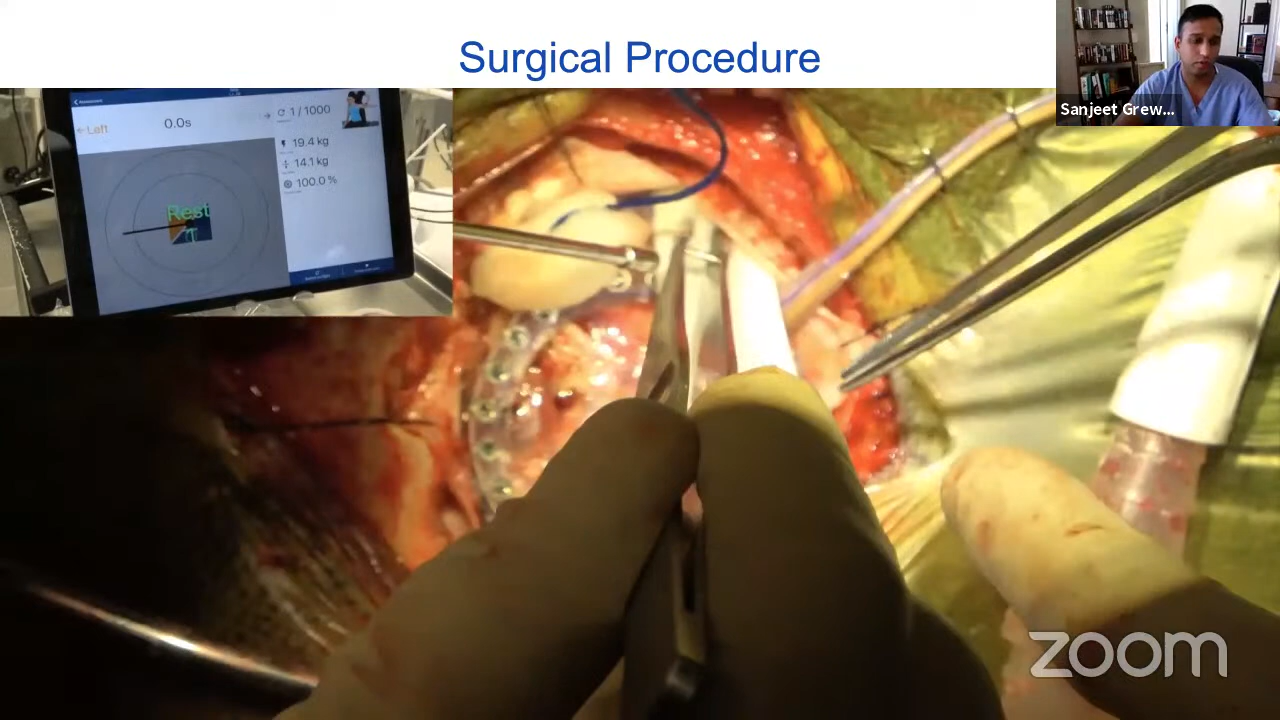 Surgical Procedure
Sanjeet Grew...
Left
0.0s
1 / 1000
19.4 kg
14.1 kg
100.0 %
Rest
zoom